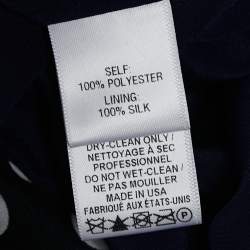 SELF:
100% POLYESTER
LINING:
100% SILK
DRY-CLEAN ONLY /
NETTOYAGE À SEC
PROFESSIONNEL
DO NOT WET-CLEAN /
NE PAS MOUILLER
MADE IN USA /
FABRIQUÉ AUX ÉTATS-UNIS